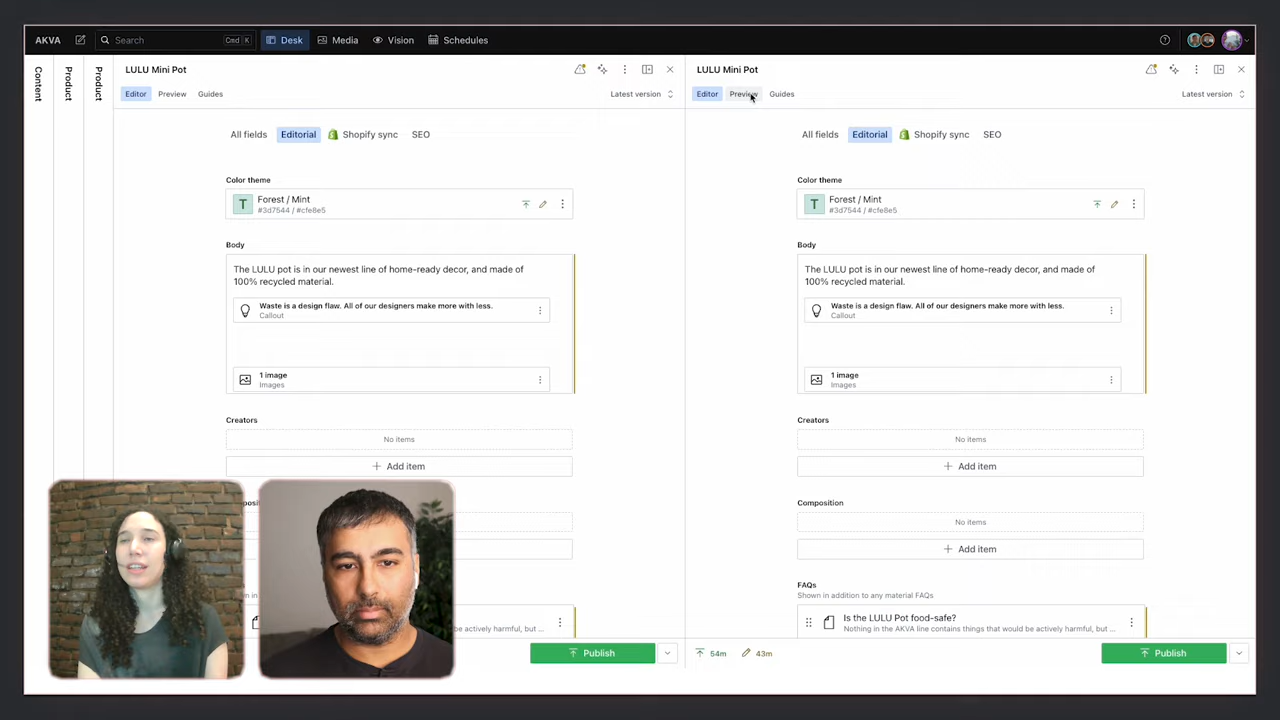 AKVA
Search
Cmd K
Desk
Media
Vision
Schedules
Content
Product
Product
LULU Mini Pot
Editor
Preview
Guides
Latest version
All fields
Editorial
Shopify sync
SEO
Color theme
T
Forest / Mint
#3d7544 / #cfe8e5
Body
The LULU pot is in our newest line of home-ready decor, and made of
100% recycled material.
Waste is a design flaw. All of our designers make more with less.
Callout
1 image
Images
Creators
No items
Add item
be actively harmful, but ...
Publish
LULU Mini Pot
Editor
Preview
Guides
Latest version
All fields
Editorial
Shopify sync
SEO
Color theme
T
Forest / Mint
#3d7544 / #cfe8e5
Body
The LULU pot is in our newest line of home-ready decor, and made of
100% recycled material.
Waste is a design flaw. All of our designers make more with less.
Callout
1 image
Images
Creators
No items
Add item
Composition
No items
Add item
FAQs
Shown in addition to any material FAQs
Is the LULU Pot food-safe?
Nothing in the AKVA line contains things that would be actively harmful, but ...
54m
43m
Publish